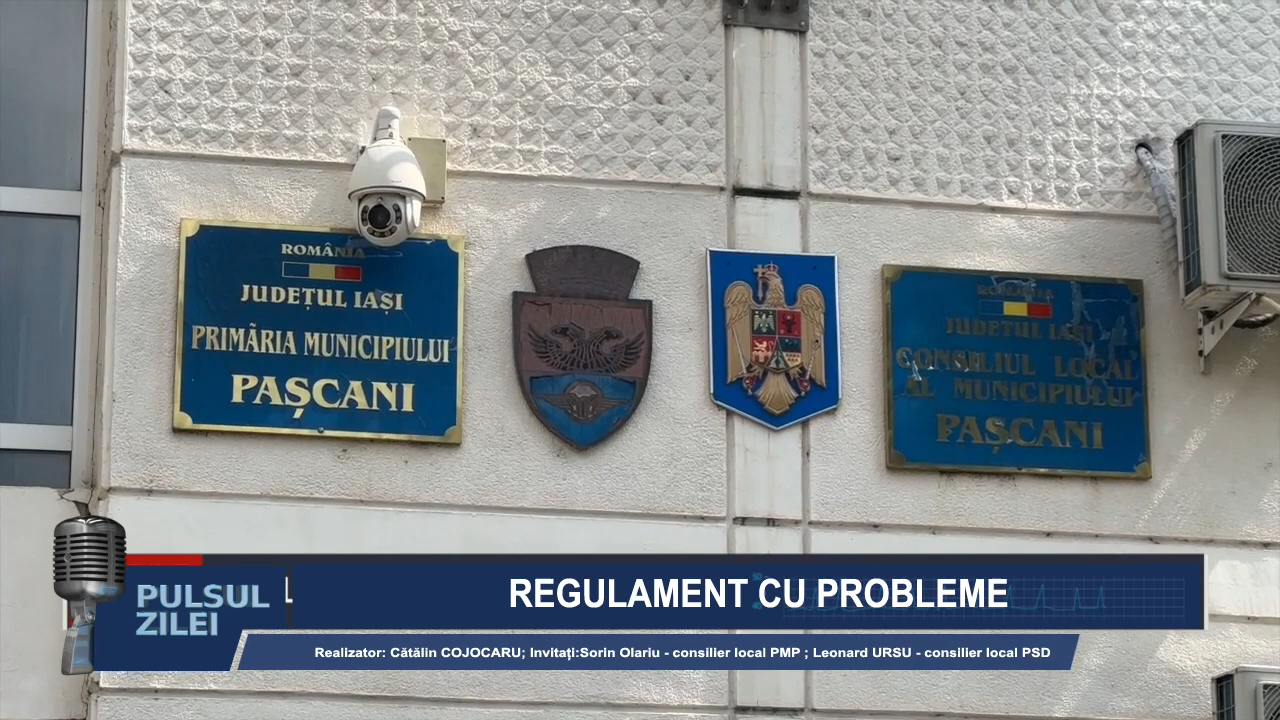 ROMÂNIA
JUDEȚUL IAȘI
PRIMĂRIA MUNICIPIULUI
PAȘCANI
ROMÂNIA
JUDEȚUL IAȘI
CONSILIUL LOCAL
AL MUNICIPIULUI
PAȘCANI
PULSUL
ZILEI
REGULAMENT CU PROBLEME
Realizator: Cătălin COJOCARU; Invitați:Sorin Olariu - consilier local PMP ; Leonard URSU - consilier local PSD